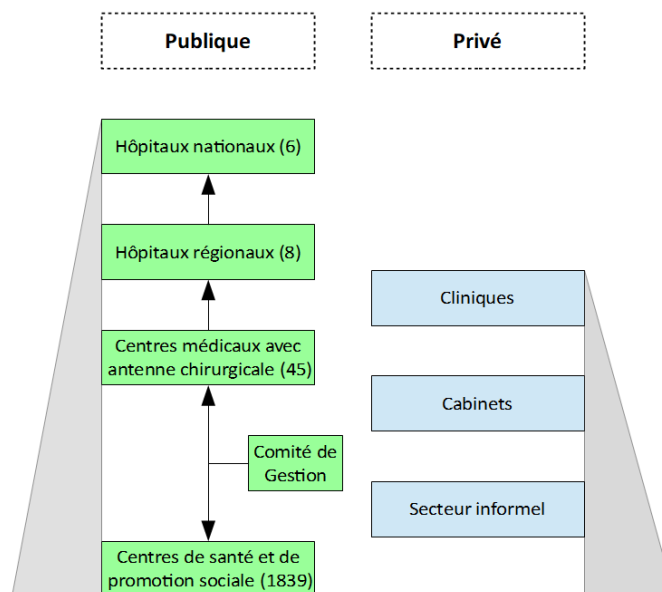 Publique
Privé
Hôpitaux nationaux (6)
Hôpitaux régionaux (8)
Cliniques
Centres médicaux avec
antenne chirurgicale (45)
Cabinets
Comité de
Gestion
Secteur informel
Centres de santé et de
promotion sociale (1839)